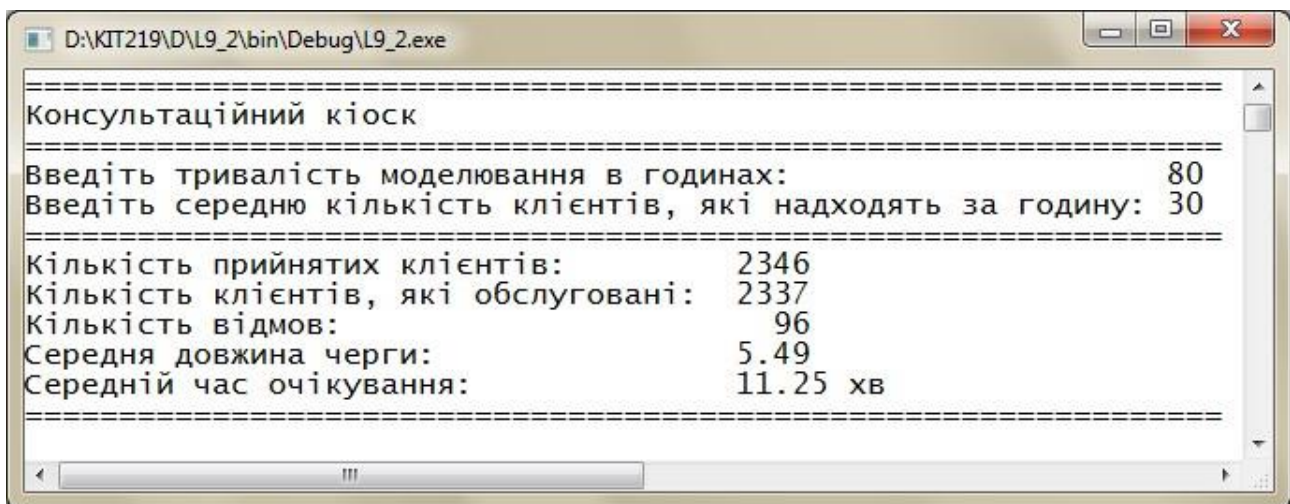 D:\KIT219\D\L9_2\bin\Debug\L9_2.exe
================================================================
Консультаційний кіоск
================================================================
Введіть тривалість моделювання в годинах: 80
Введіть середню кількість клієнтів, які надходять за годину: 30
================================================================
Кількість прийнятих клієнтів: 2346
Кількість клієнтів, які обслуговані: 2337
Кількість відмов: 96
Середня довжина черги: 5.49
Середній час очікування: 11.25 хв
================================================================